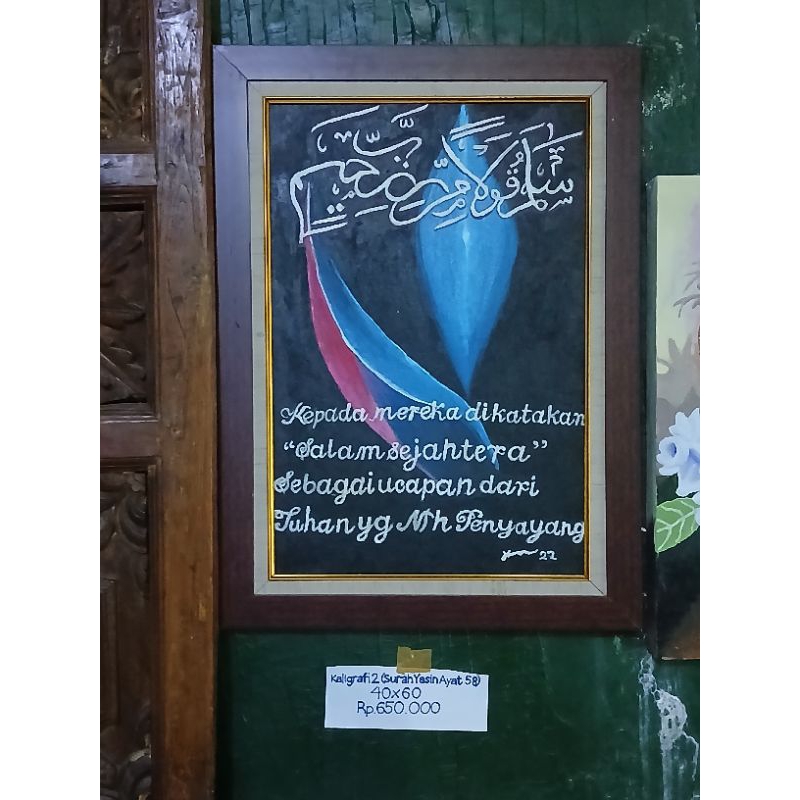 سلم قولا من رب رحيم
Kepada mereka dikatakan
“Salam sejahtera”
Sebagai ucapan dari
Tuhan yg Mh Penyayang
22
Kaligrafi 2 (Surah Yasin Ayat 58)
40x60
Rp.650.000